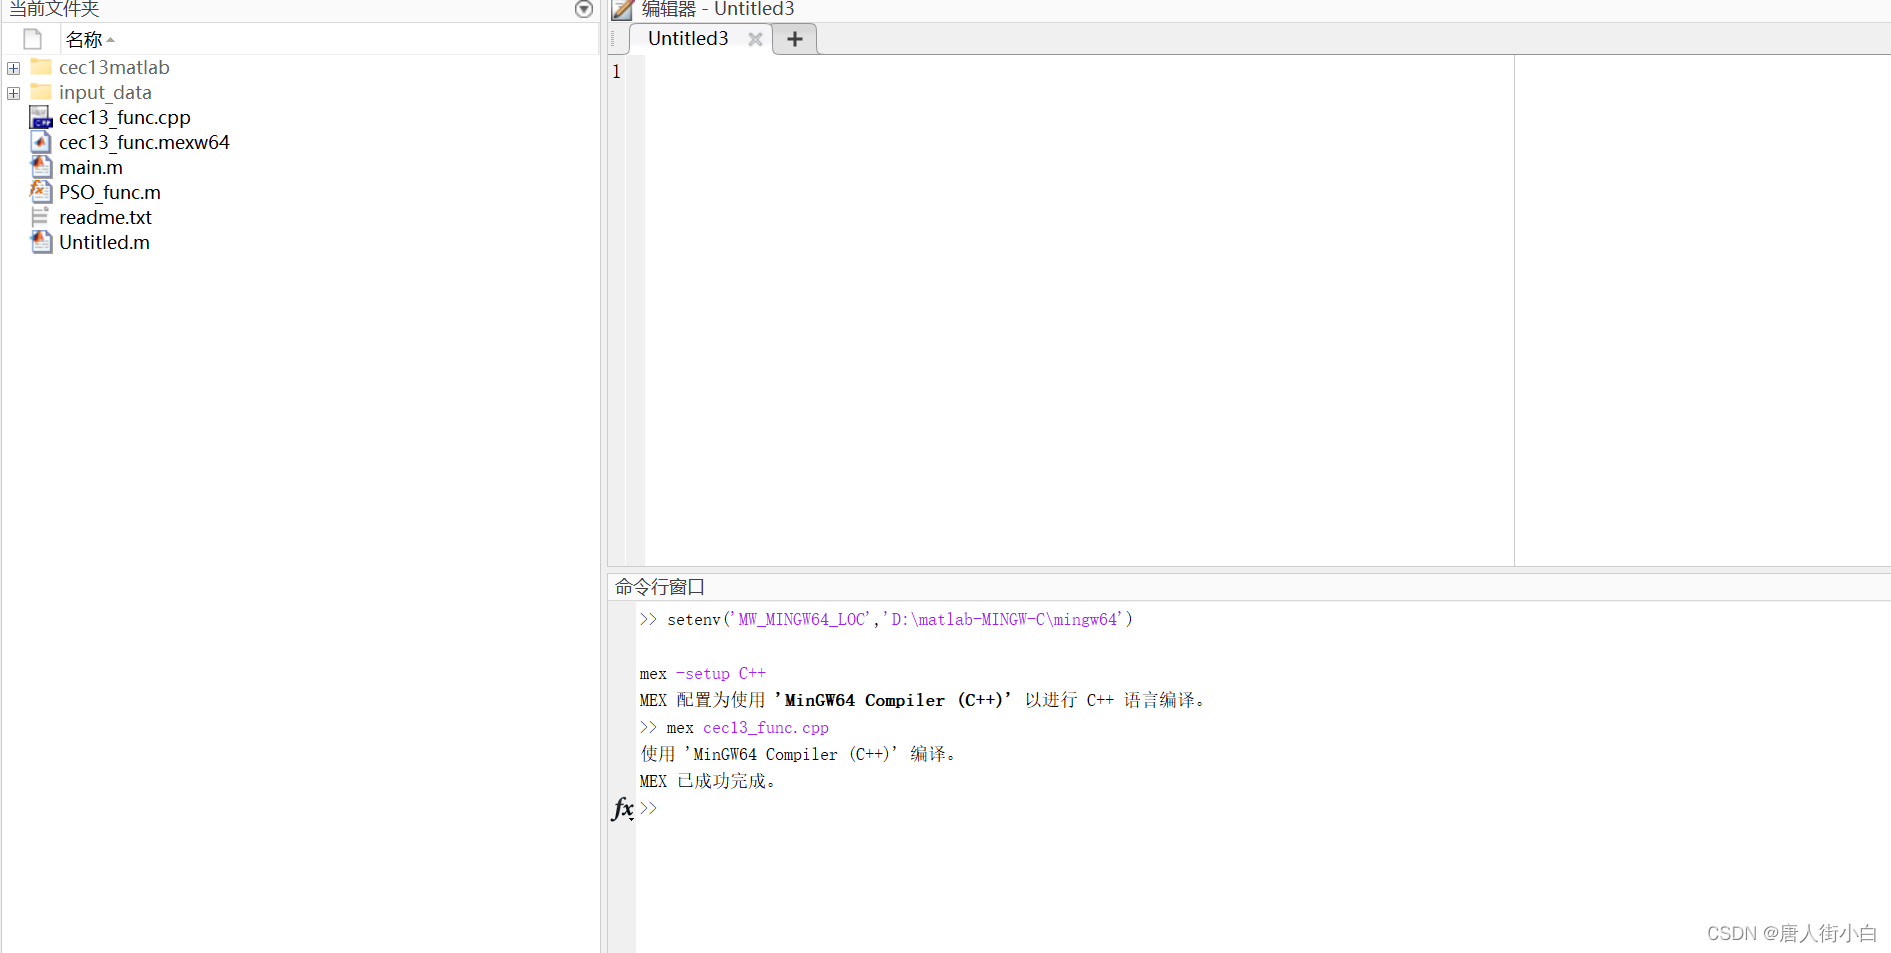 当前文件夹
名称
cec13matlab
input_data
cec13_func.cpp
cec13_func.mexw64
main.m
PSO_func.m
readme.txt
Untitled.m
编辑器 - Untitled3
Untitled3
1
命令行窗口
>> setenv('MW_MINGW64_LOC','D:\matlab-MINGW-C\mingw64')
mex -setup C++
MEX 配置为使用 'MinGW64 Compiler (C++)' 以进行 C++ 语言编译。
>> mex cec13_func.cpp
使用 'MinGW64 Compiler (C++)' 编译。
MEX 已成功完成。
fx >>
CSDN @唐人街小白